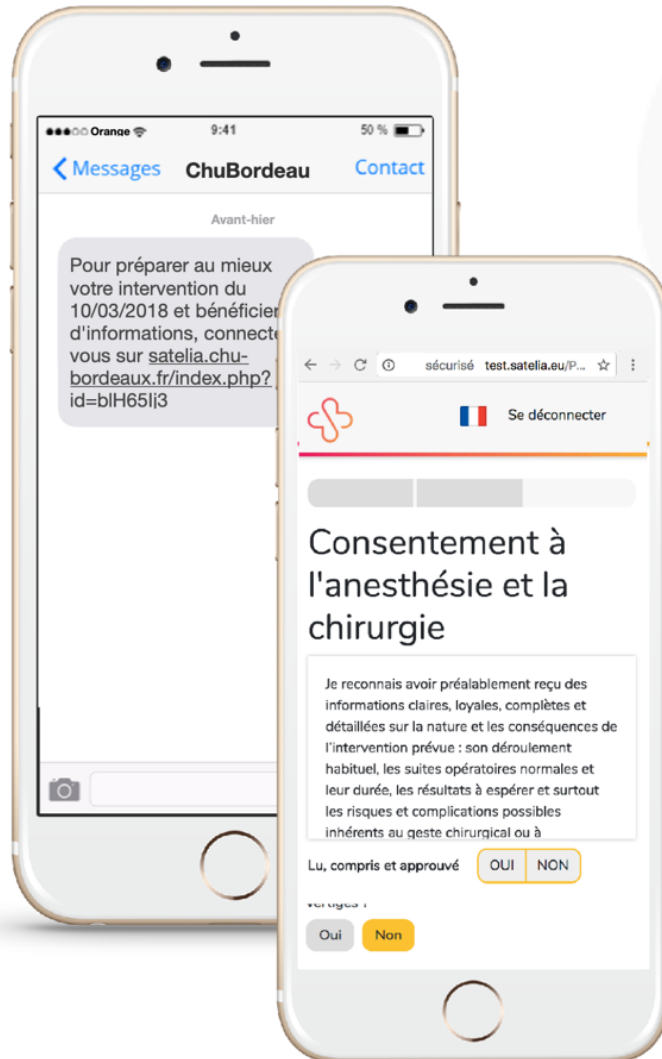 Orange 9:41 50 %
Messages ChuBordeau Contact
Avant-hier
Pour préparer au mieux
votre intervention du
10/03/2018 et bénéficier
d'informations, connecte
vous sur satelia.chu-
bordeaux.fr/index.php?
id=blH65Ij3
sécurisé test.satelia.eu/P...
Se déconnecter
Consentement à
l'anesthésie et la
chirurgie
Je reconnais avoir préalablement reçu des
informations claires, loyales, complètes et
détaillées sur la nature et les conséquences de
l'intervention prévue : son déroulement
habituel, les suites opératoires normales et
leur durée, les résultats à espérer et surtout
les risques et complications possibles
inhérents au geste chirurgical ou à
Lu, compris et approuvé OUI NON
vertiges ?
Oui Non